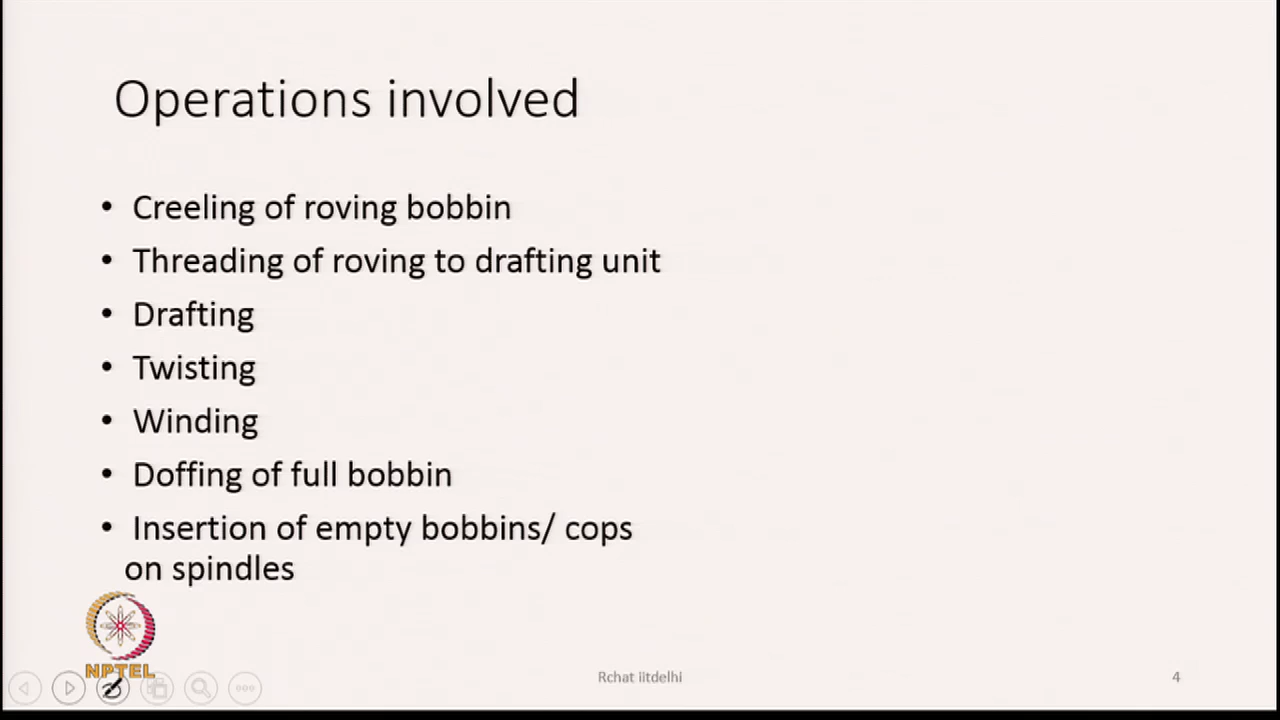 Operations involved
• Creeling of roving bobbin
• Threading of roving to drafting unit
• Drafting
• Twisting
• Winding
• Doffing of full bobbin
• Insertion of empty bobbins/ cops
on spindles
NPTEL
Rchat iitdelhi
4